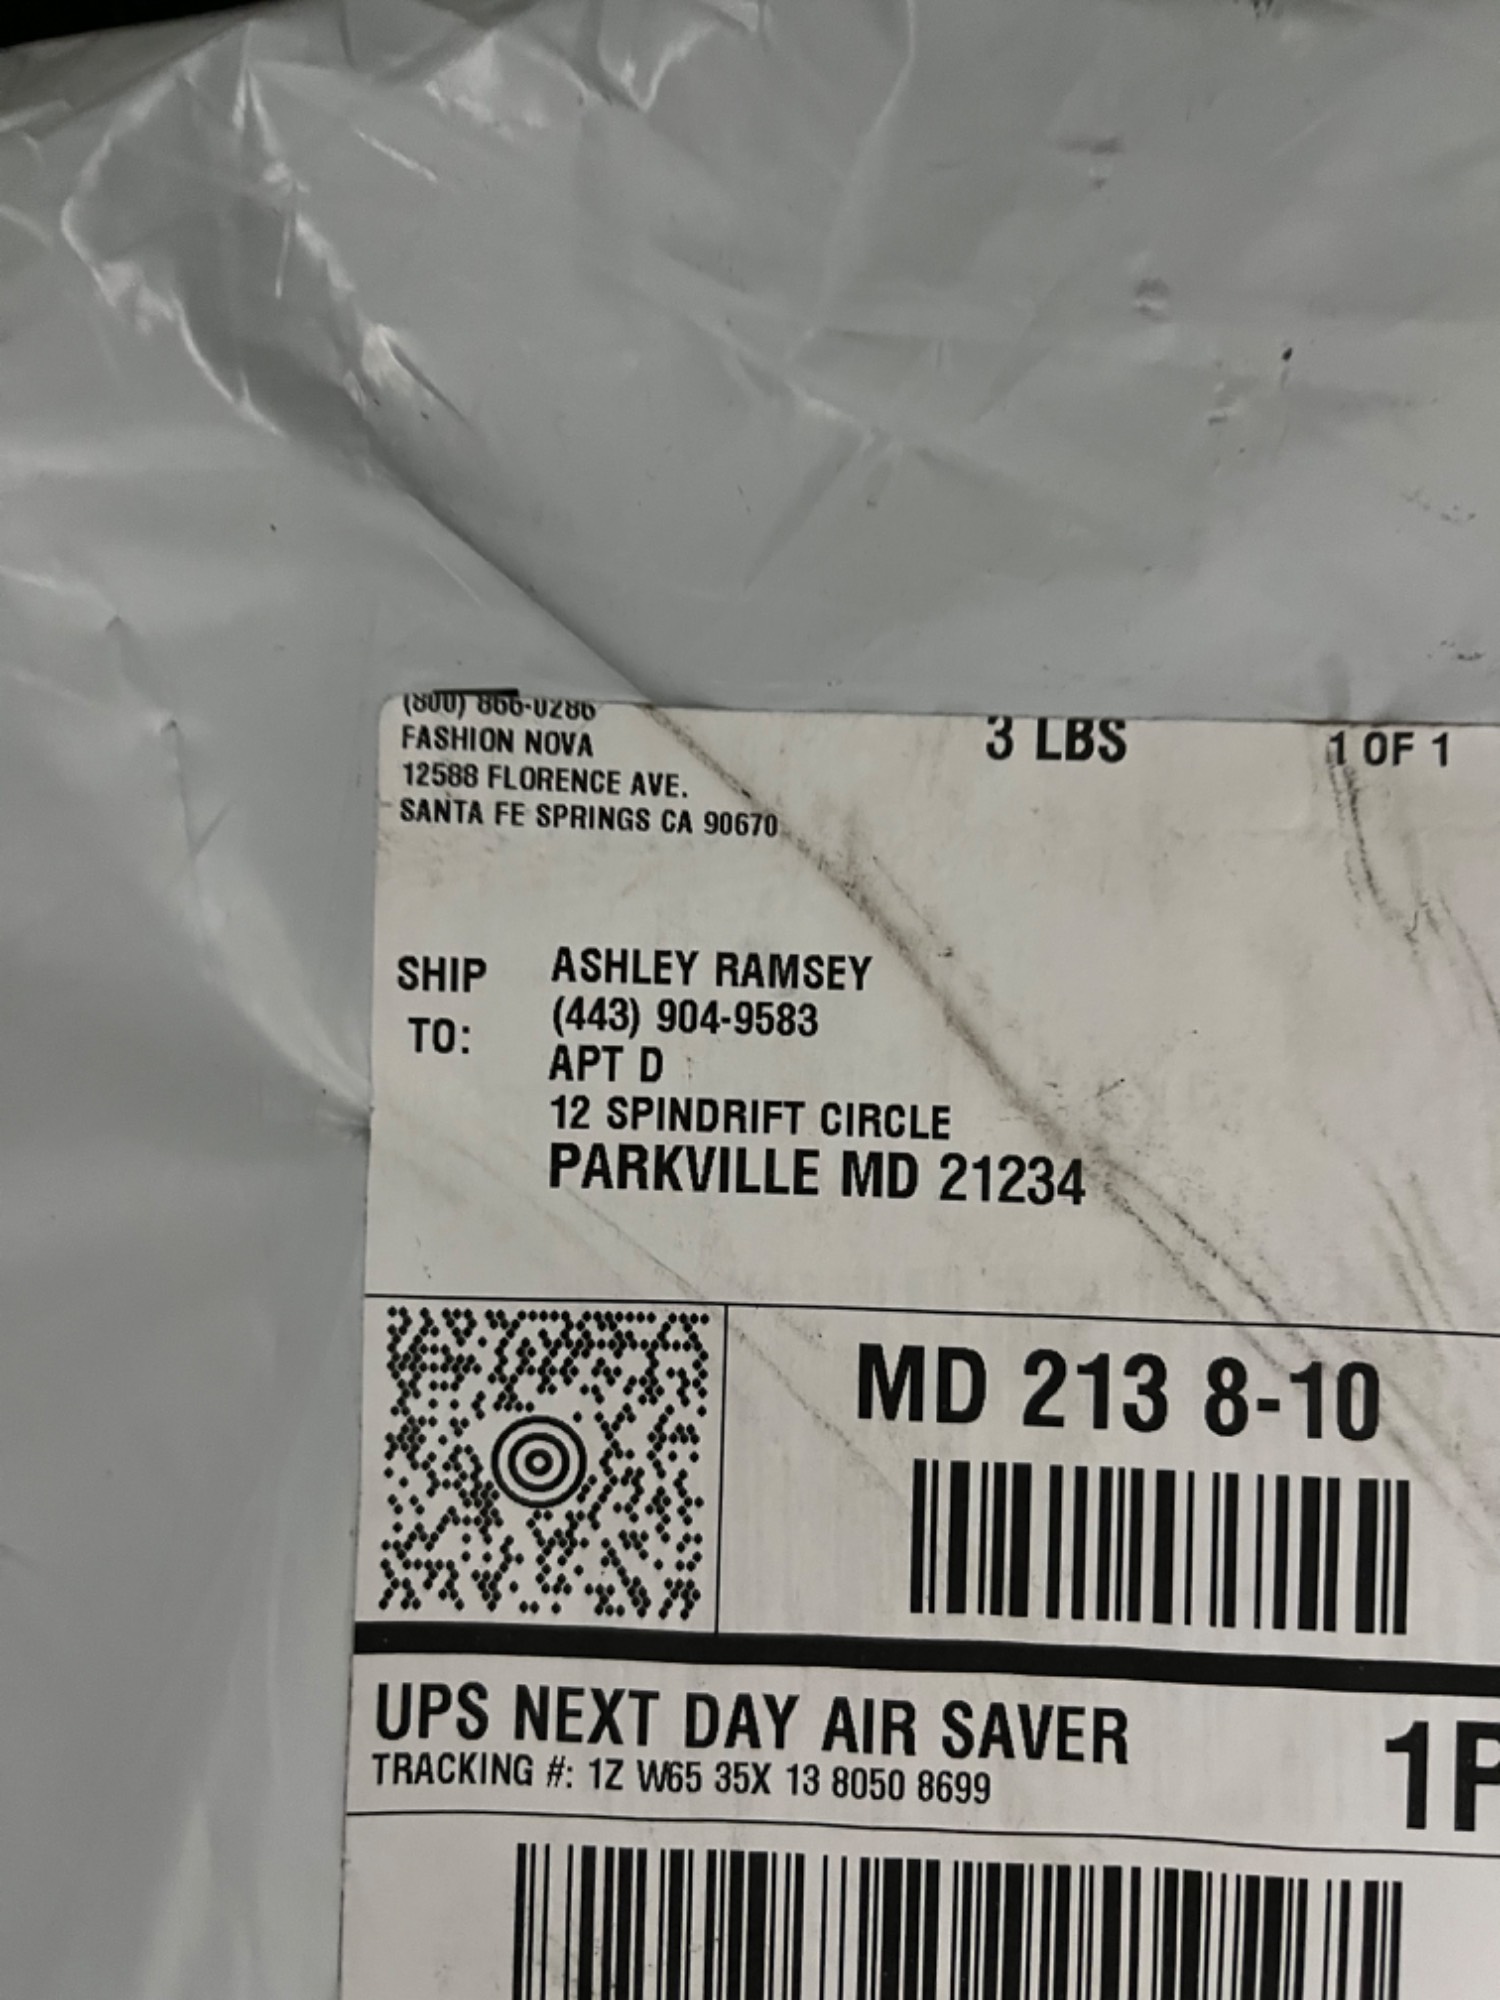 (800) 866-0286
FASHION NOVA
12588 FLORENCE AVE.
SANTA FE SPRINGS CA 90670
3 LBS
1 OF 1
SHIP TO:
ASHLEY RAMSEY
(443) 904-9583
APT D
12 SPINDRIFT CIRCLE
PARKVILLE MD 21234
MD 213 8-10
UPS NEXT DAY AIR SAVER
TRACKING #: 1Z W65 35X 13 8050 8699
1P